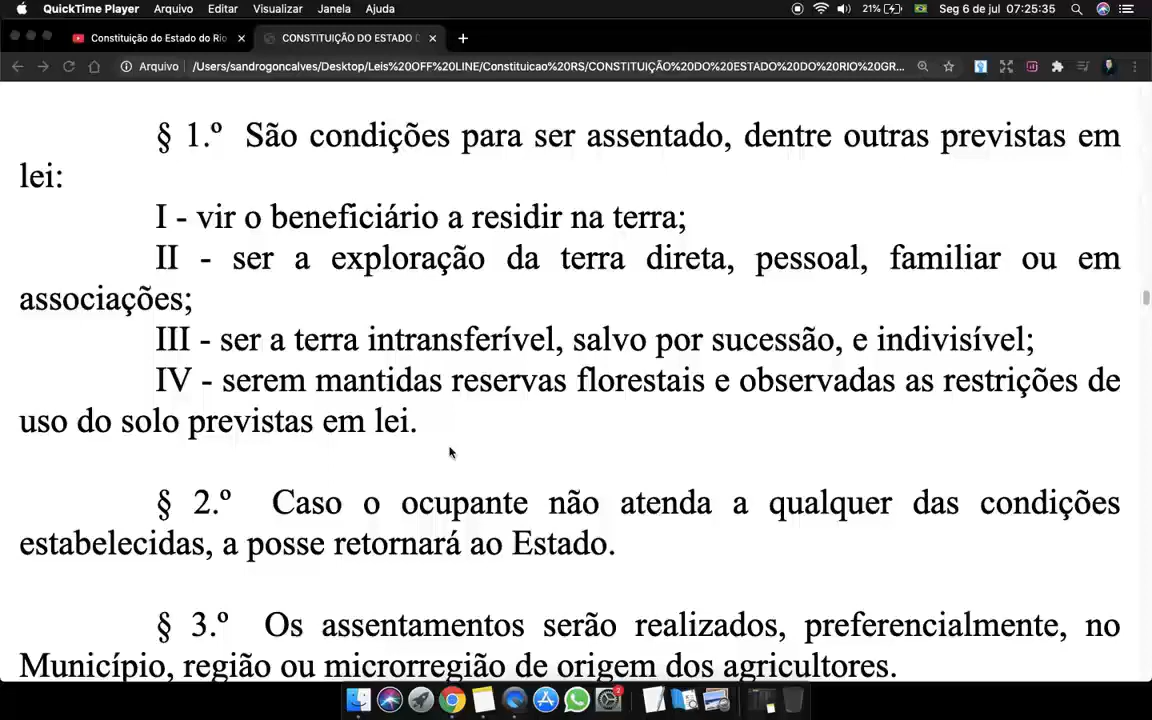 QuickTime Player Arquivo Editar Visualizar Janela Ajuda 21% Seg 6 de jul 07:25:35
Constituição do Estado do Rio × CONSTITUIÇÃO DO ESTADO × +
Arquivo /Users/sandrogoncalves/Desktop/Leis%20OFF%20LINE/Constituicao%20RS/CONSTITUIÇÃO%20DO%20ESTADO%20DO%20RIO%20GR...
§ 1.º São condições para ser assentado, dentre outras previstas em
lei:
I - vir o beneficiário a residir na terra;
II - ser a exploração da terra direta, pessoal, familiar ou em
associações;
III - ser a terra intransferível, salvo por sucessão, e indivisível;
IV - serem mantidas reservas florestais e observadas as restrições de
uso do solo previstas em lei.
§ 2.º Caso o ocupante não atenda a qualquer das condições
estabelecidas, a posse retornará ao Estado.
§ 3.º Os assentamentos serão realizados, preferencialmente, no
Município, região ou microrregião de origem dos agricultores.